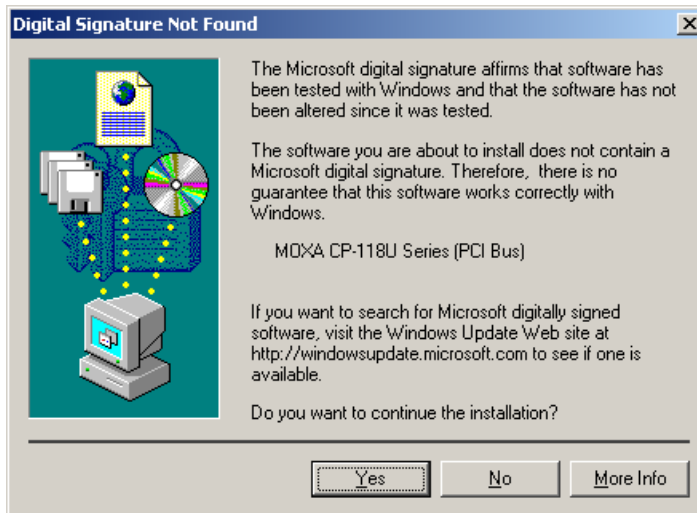 Digital Signature Not Found
The Microsoft digital signature affirms that software has
been tested with Windows and that the software has not
been altered since it was tested.
The software you are about to install does not contain a
Microsoft digital signature. Therefore,  there is no
guarantee that this software works correctly with
Windows.
MOXA CP-118U Series (PCI Bus)
If you want to search for Microsoft digitally signed
software, visit the Windows Update Web site at
http://windowsupdate.microsoft.com to see if one is
available.
Do you want to continue the installation?
Yes No More Info